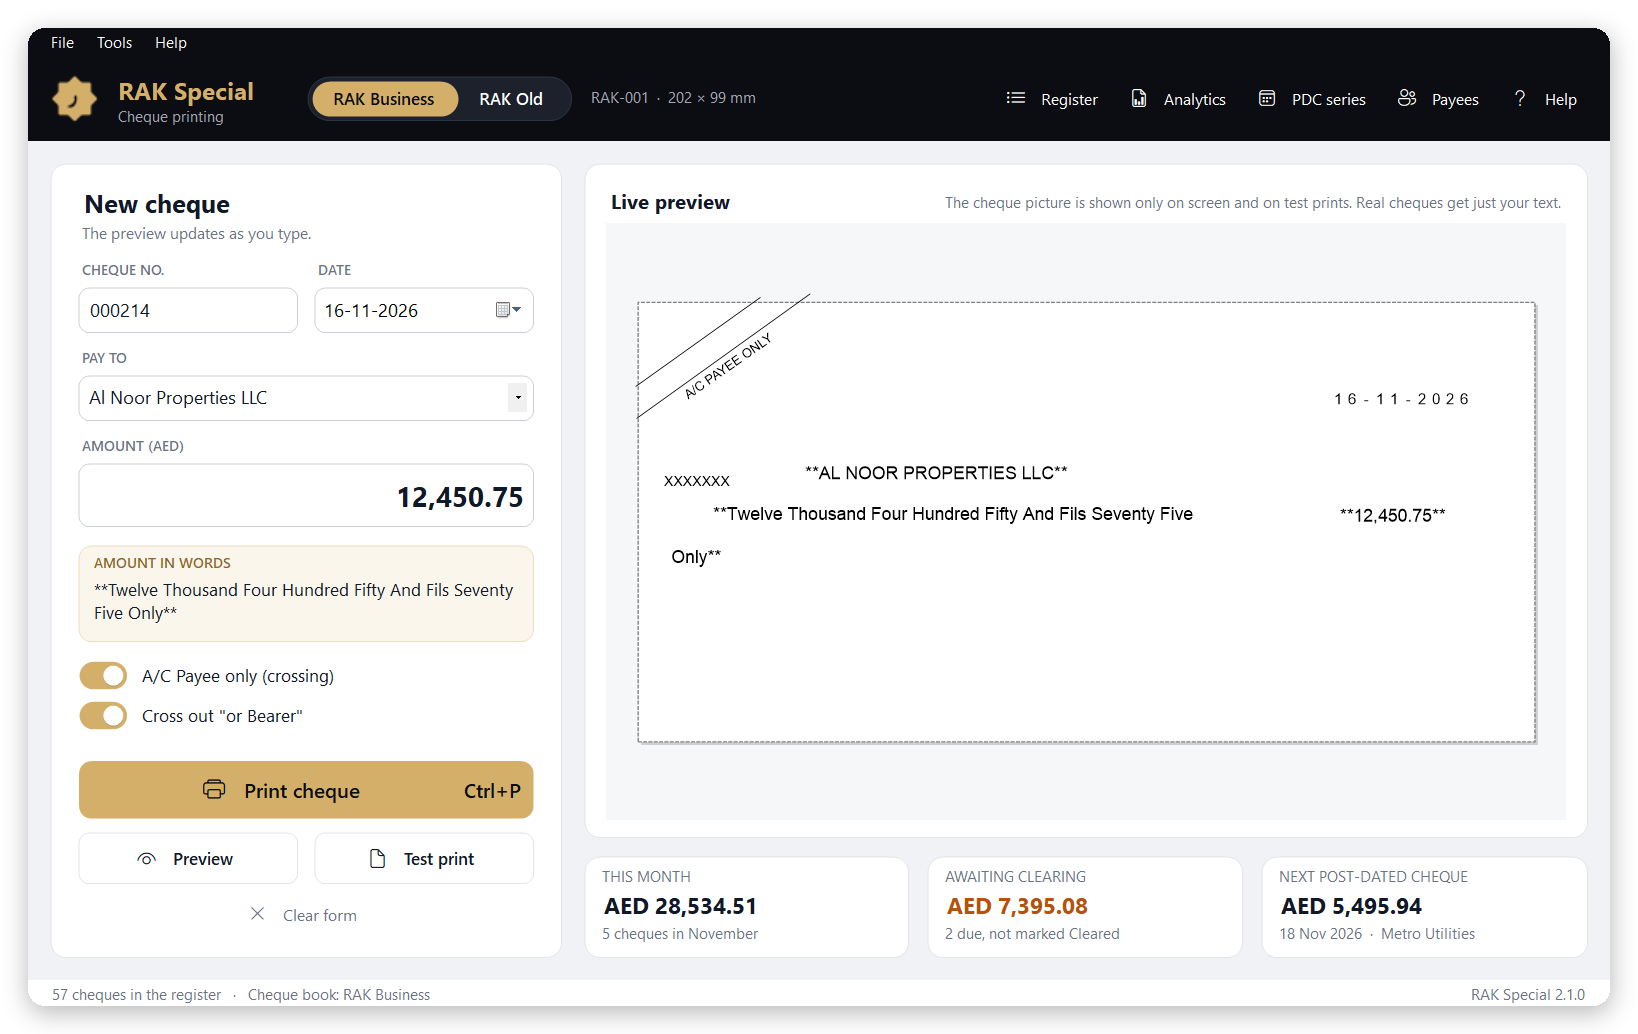 File Tools Help
RAK Special
Cheque printing
RAK Business RAK Old
RAK-001 · 202 × 99 mm
Register Analytics PDC series Payees ? Help
New cheque
The preview updates as you type.
CHEQUE NO. DATE
000214 16-11-2026
PAY TO
Al Noor Properties LLC
AMOUNT (AED)
12,450.75
AMOUNT IN WORDS
**Twelve Thousand Four Hundred Fifty And Fils Seventy
Five Only**
A/C Payee only (crossing)
Cross out "or Bearer"
Print cheque Ctrl+P
Preview Test print
Clear form
Live preview
The cheque picture is shown only on screen and on test prints. Real cheques get just your text.
A/C PAYEE ONLY
16-11-2026
XXXXXXX
**AL NOOR PROPERTIES LLC**
**Twelve Thousand Four Hundred Fifty And Fils Seventy Five
**12,450.75**
Only**
THIS MONTH
AED 28,534.51
5 cheques in November
AWAITING CLEARING
AED 7,395.08
2 due, not marked Cleared
NEXT POST-DATED CHEQUE
AED 5,495.94
18 Nov 2026 · Metro Utilities
57 cheques in the register · Cheque book: RAK Business
RAK Special 2.1.0